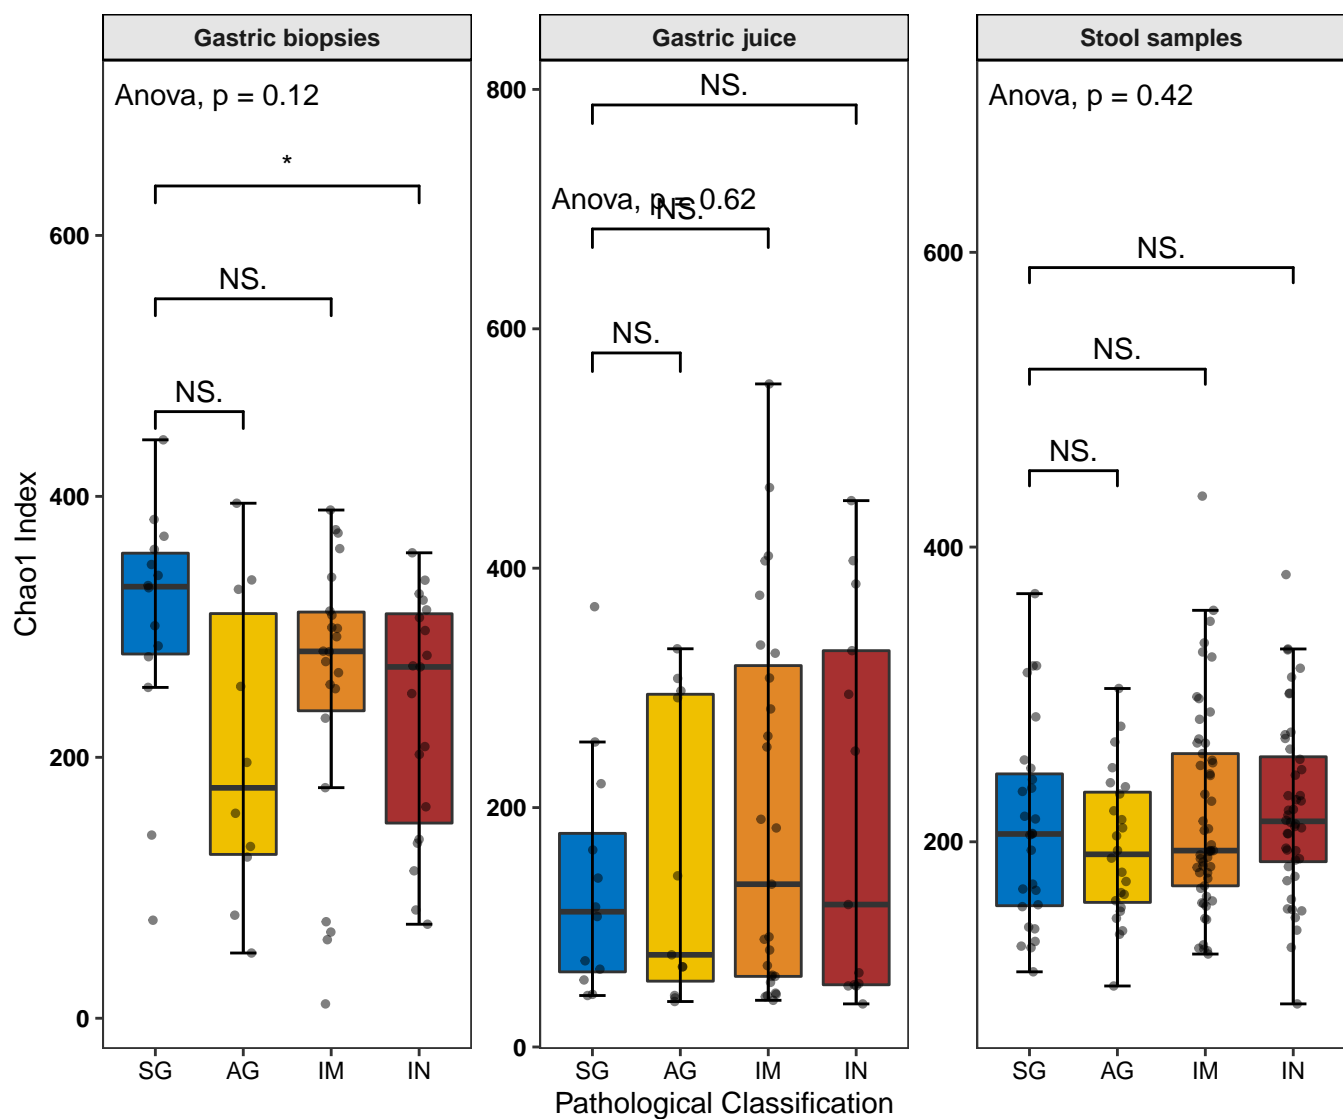 Gastric biopsies
Gastric juice
Stool samples
Chao1 Index
Anova, p = 0.12
*
NS.
NS.
600
400
200
0
SG AG IM IN
NS.
Anova, p = 0.62
NS.
NS.
800
600
400
200
0
SG AG IM IN
Anova, p = 0.42
NS.
NS.
NS.
600
400
200
SG AG IM IN
Pathological Classification